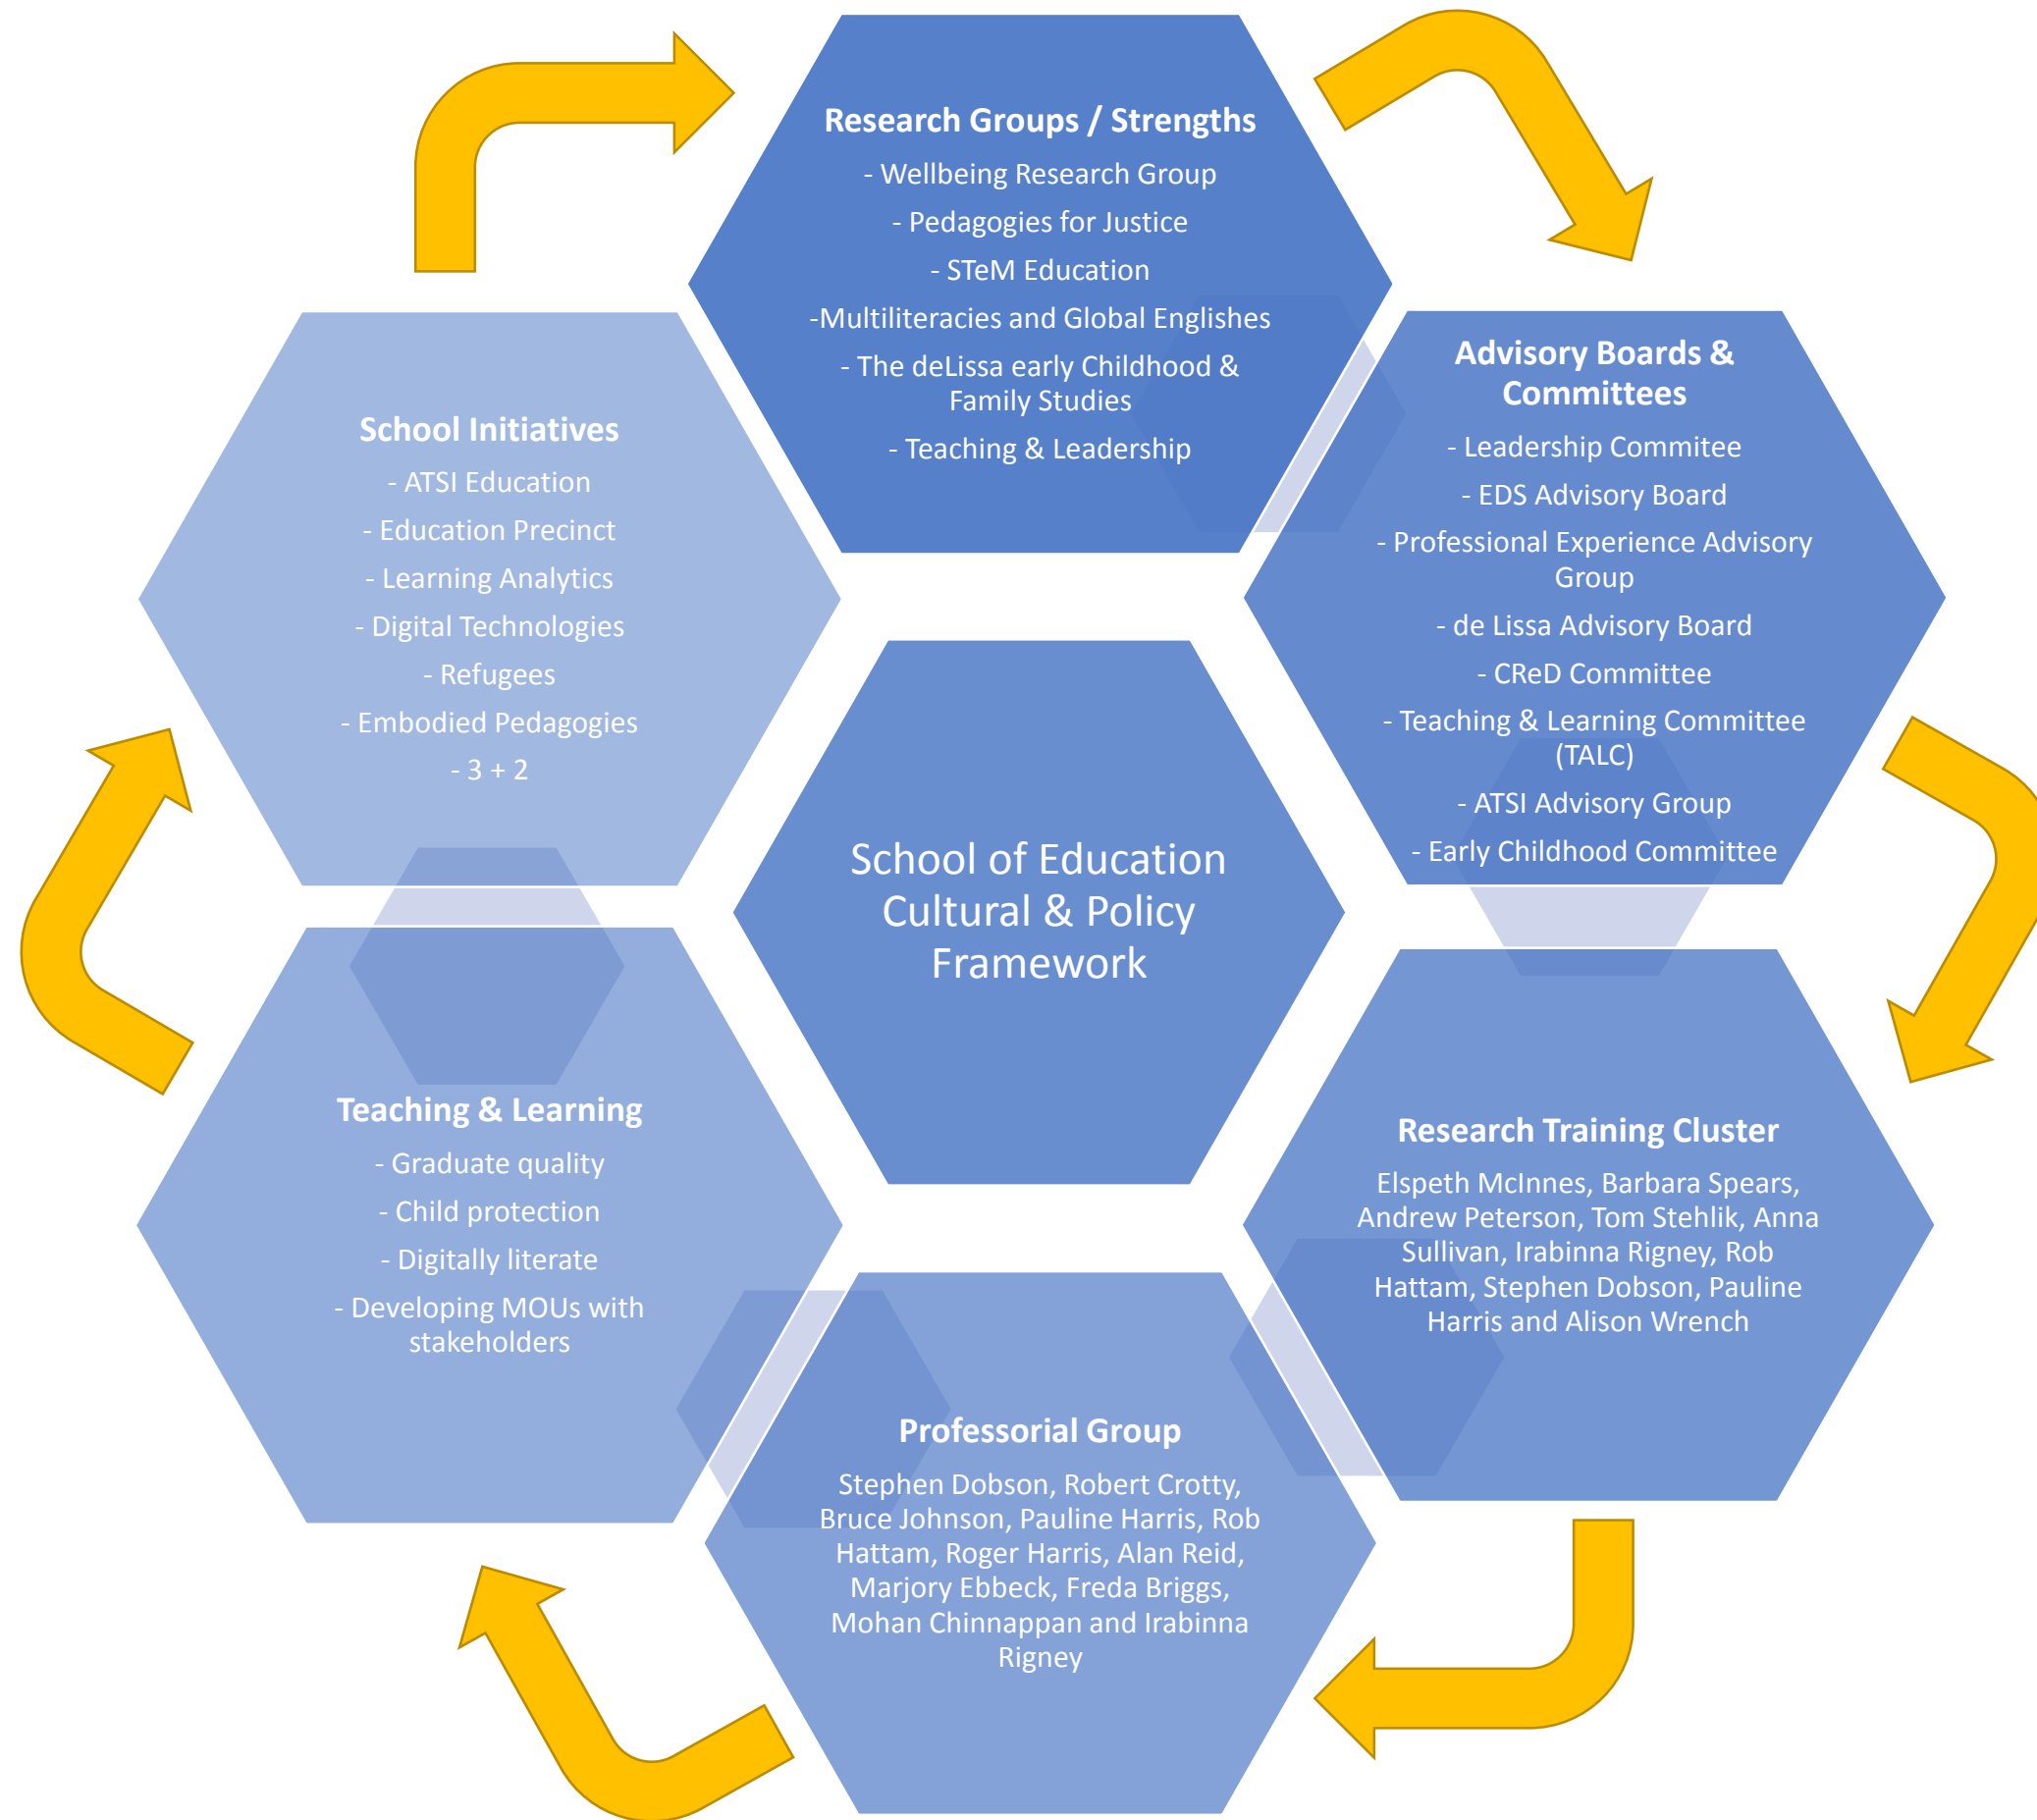 Research Groups / Strengths
- Wellbeing Research Group
- Pedagogies for Justice
- STeM Education
-Multiliteracies and Global Englishes
- The deLissa early Childhood &
Family Studies
- Teaching & Leadership
Advisory Boards &
Committees
- Leadership Commitee
- EDS Advisory Board
- Professional Experience Advisory
Group
- de Lissa Advisory Board
- CReD Committee
- Teaching & Learning Committee
(TALC)
- ATSI Advisory Group
- Early Childhood Committee
Research Training Cluster
Elspeth McInnes, Barbara Spears,
Andrew Peterson, Tom Stehlik, Anna
Sullivan, Irabinna Rigney, Rob
Hattam, Stephen Dobson, Pauline
Harris and Alison Wrench
Professorial Group
Stephen Dobson, Robert Crotty,
Bruce Johnson, Pauline Harris, Rob
Hattam, Roger Harris, Alan Reid,
Marjory Ebbeck, Freda Briggs,
Mohan Chinnappan and Irabinna
Rigney
Teaching & Learning
- Graduate quality
- Child protection
- Digitally literate
- Developing MOUs with
stakeholders
School Initiatives
- ATSI Education
- Education Precinct
- Learning Analytics
- Digital Technologies
- Refugees
- Embodied Pedagogies
- 3 + 2
School of Education
Cultural & Policy
Framework